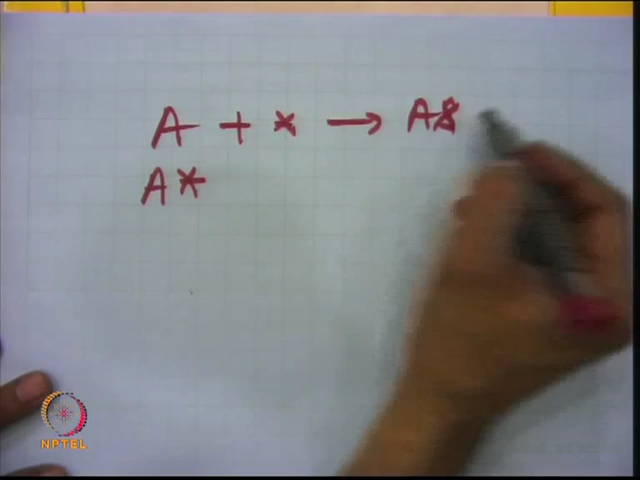 A + * → A*
A*
NPTEL